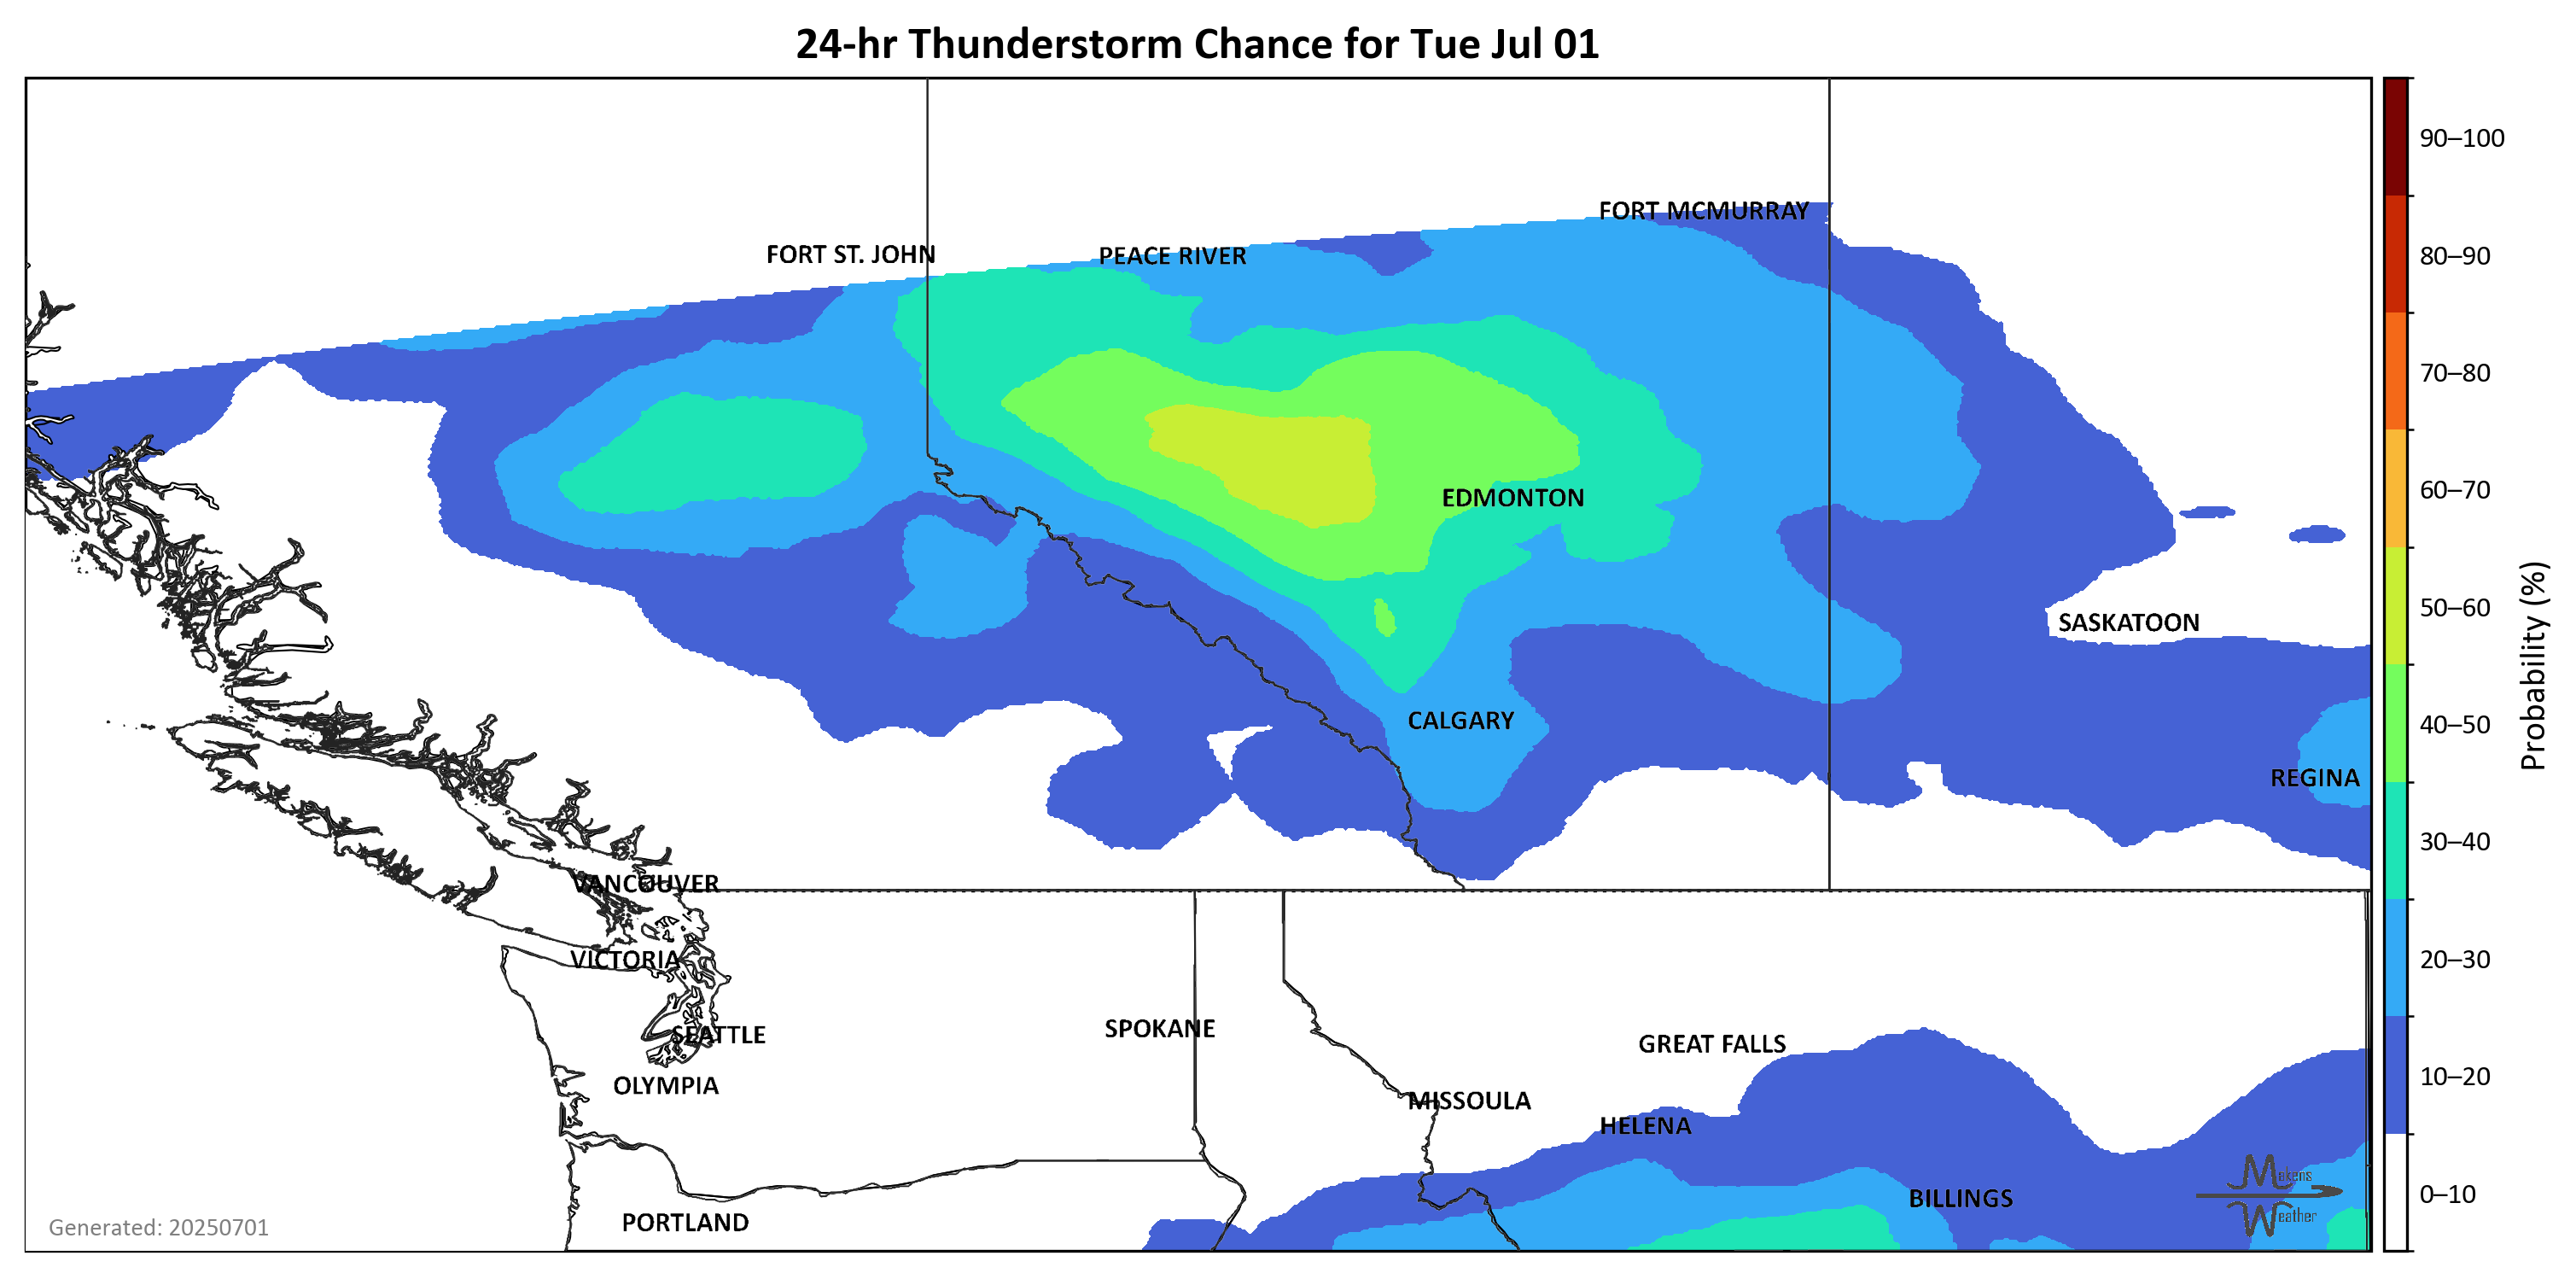 24-hr Thunderstorm Chance for Tue Jul 01
90–100
FORT MCMURRAY
FORT ST. JOHN
PEACE RIVER
80–90
70–80
60–70
EDMONTON
50–60
SASKATOON
Probability (%)
40–50
CALGARY
REGINA
30–40
VANCOUVER
20–30
VICTORIA
SEATTLE
SPOKANE
GREAT FALLS
10–20
OLYMPIA
MISSOULA
HELENA
Mekens
Weather
0–10
BILLINGS
PORTLAND
Generated: 20250701